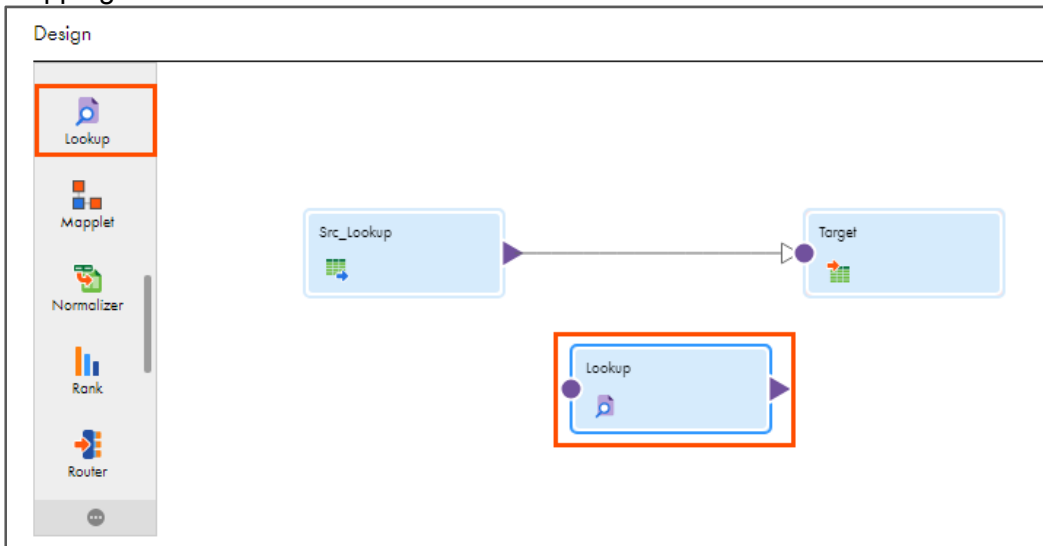 Design
Lookup
Mapplet
Normalizer
Rank
Router
Src_Lookup
Target
Lookup